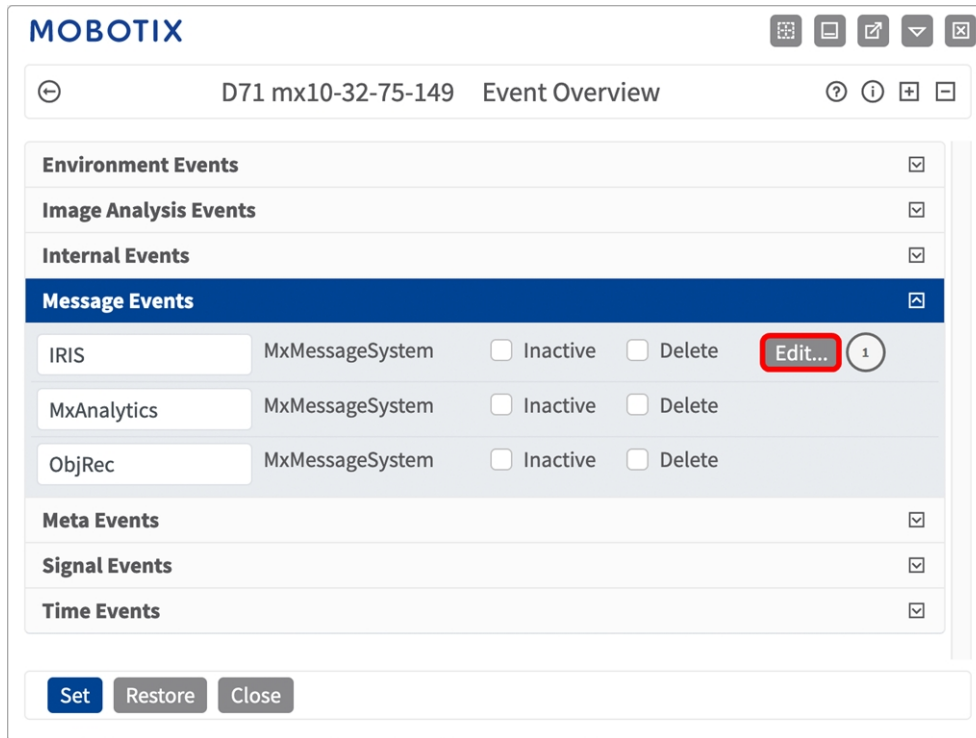 MOBOTIX
D71 mx10-32-75-149 Event Overview
Environment Events
Image Analysis Events
Internal Events
Message Events
IRIS MxMessageSystem Inactive Delete Edit... 1
MxAnalytics MxMessageSystem Inactive Delete
ObjRec MxMessageSystem Inactive Delete
Meta Events
Signal Events
Time Events
Set Restore Close